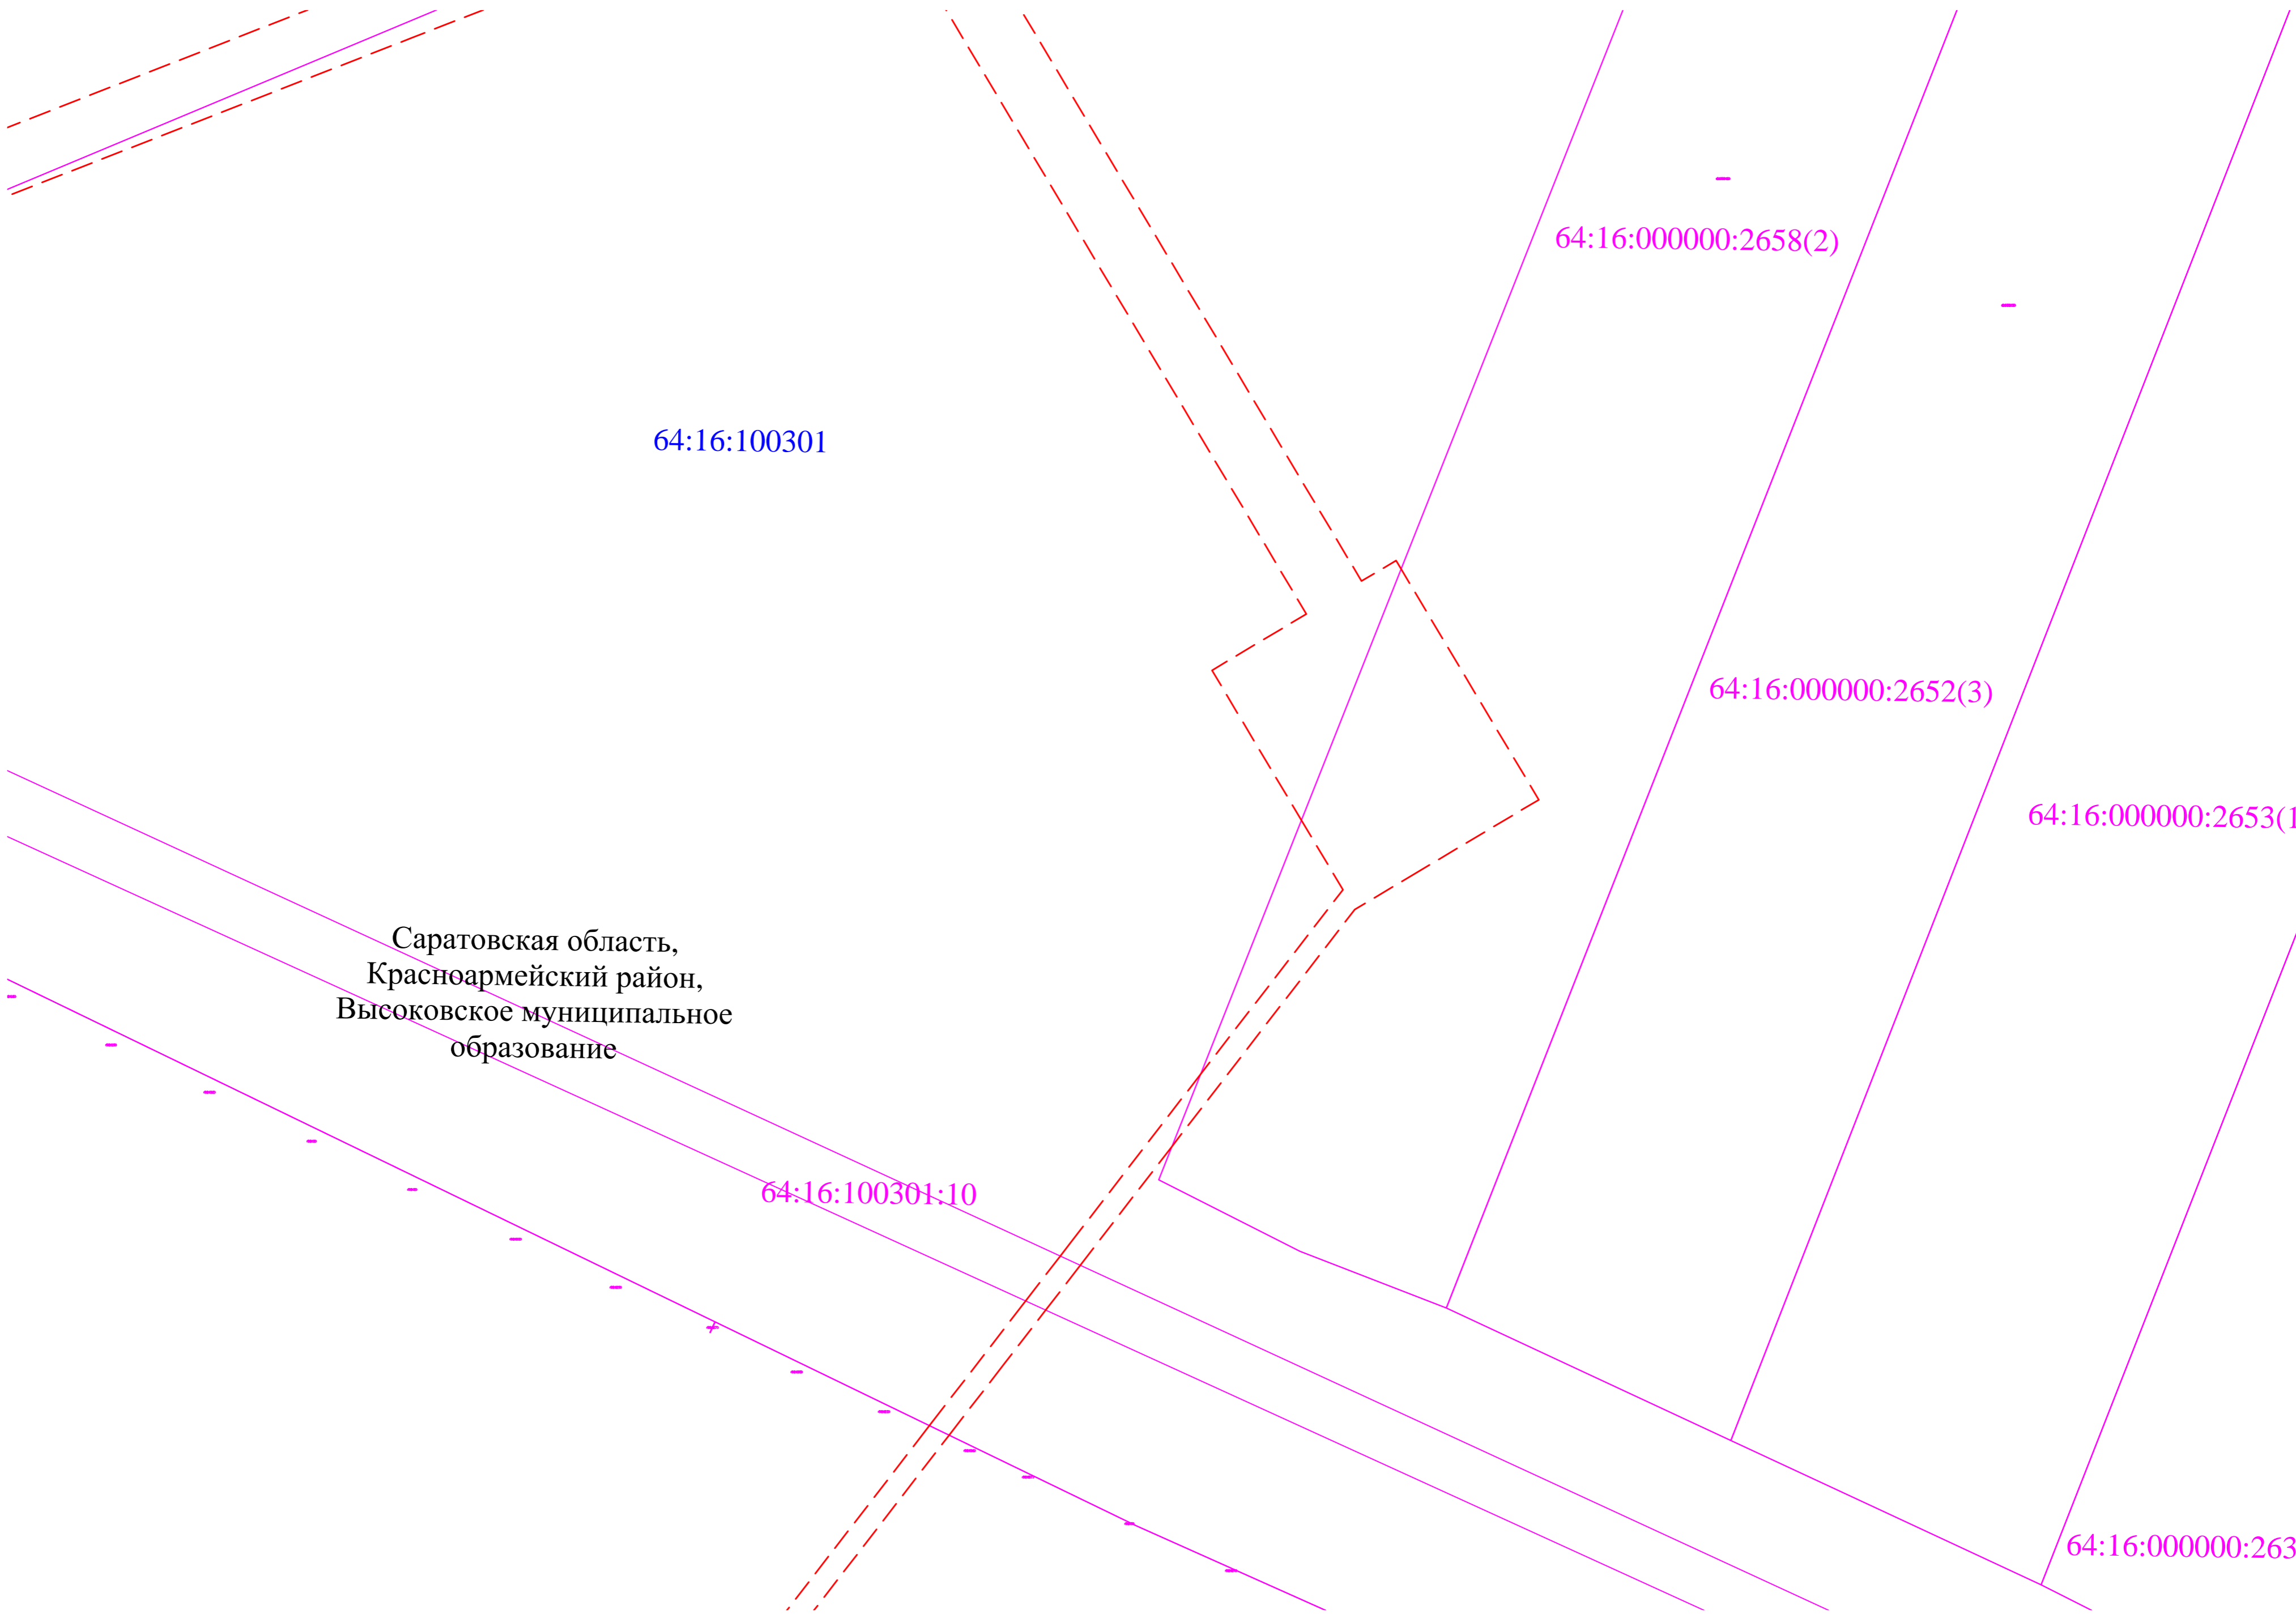 64:16:000000:2658(2)
64:16:100301
64:16:000000:2652(3)
64:16:000000:2653(1
Саратовская область,
Красноармейский район,
Высоковское муниципальное
образование
64:16:100301:10
64:16:000000:263